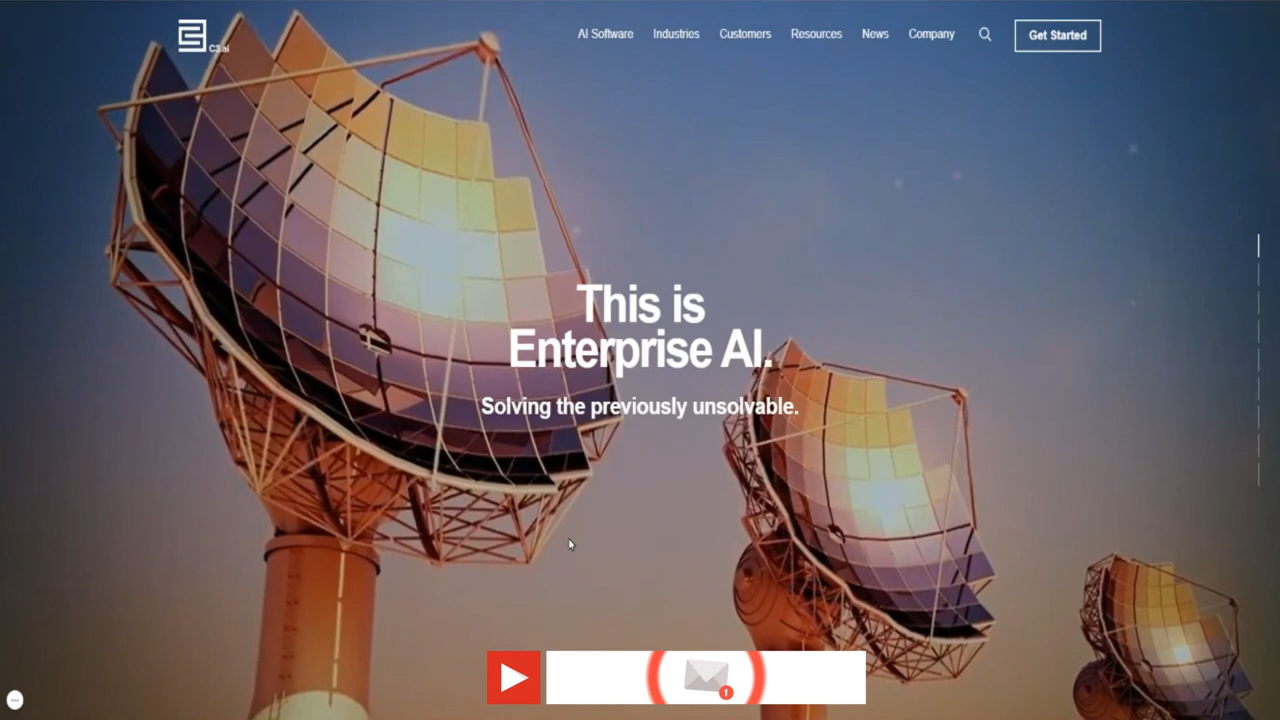 C3.ai
AI Software Industries Customers Resources News Company Get Started
This is
Enterprise AI.
Solving the previously unsolvable.
1